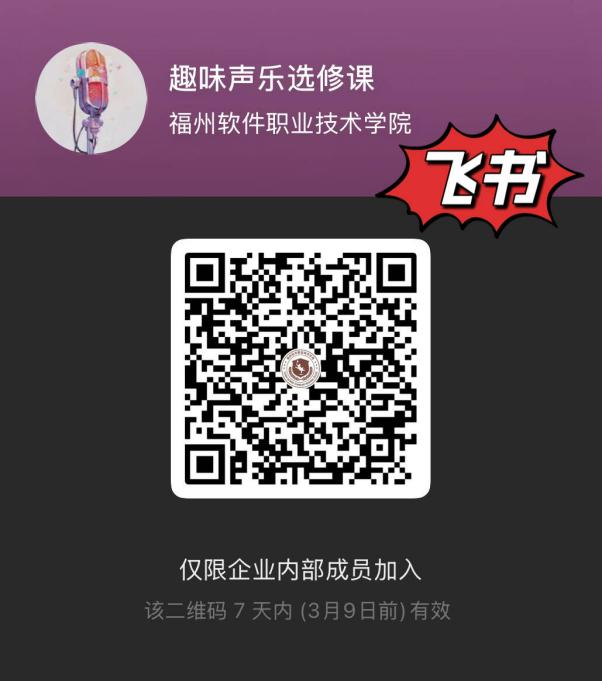 趣味声乐选修课
福州软件职业技术学院
飞书
仅限企业内部成员加入
该二维码 7 天内 (3月9日前) 有效